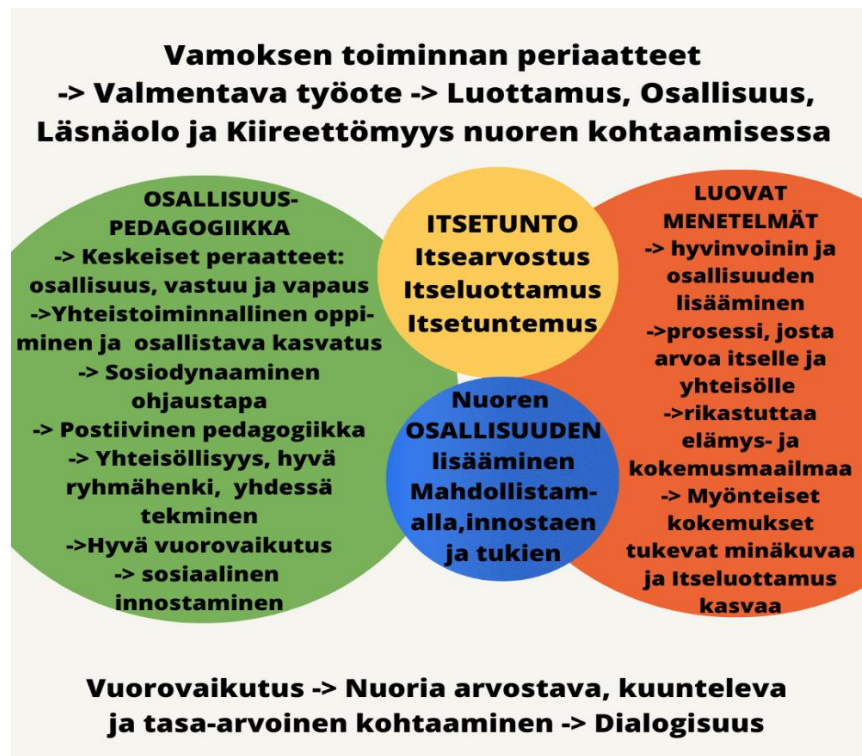 Vamoksen toiminnan periaatteet
-> Valmentava työote -> Luottamus, Osallisuus,
Läsnäolo ja Kiireettömyys nuoren kohtaamisessa
OSALLISUUS-
PEDAGOGIIKKA
-> Keskeiset peraatteet:
osallisuus, vastuu ja vapaus
->Yhteistoiminnallinen oppi-
minen ja osallistava kasvatus
-> Sosiodynaaminen
ohjaustapa
-> Postiivinen pedagogiikka
-> Yhteisöllisyys, hyvä
ryhmähenki, yhdessä
tekminen
->Hyvä vuorovaikutus
-> sosiaalinen
innostaminen
ITSETUNTO
Itsearvostus
Itseluottamus
Itsetuntemus
Nuoren
OSALLISUUDEN
lisääminen
Mahdollistam-
alla,innostaen
ja tukien
LUOVAT
MENETELMÄT
-> hyvinvoinin ja
osallisuuden
lisääminen
->prosessi, josta
arvoa itselle ja
yhteisölle
->rikastuttaa
elämys- ja
kokemusmaailmaa
-> Myönteiset
kokemukset
tukevat minäkuvaa
ja Itseluottamus
kasvaa
Vuorovaikutus -> Nuoria arvostava, kuunteleva
ja tasa-arvoinen kohtaaminen -> Dialogisuus